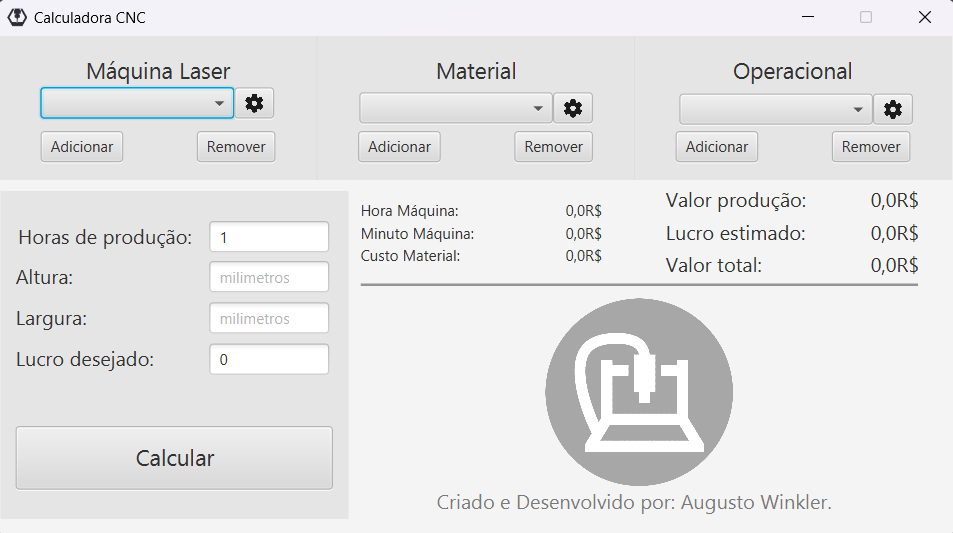 Calculadora CNC
Máquina Laser
Material
Operacional
Adicionar Remover
Adicionar Remover
Adicionar Remover
Horas de produção: 1
Altura: milimetros
Largura: milimetros
Lucro desejado: 0
Calcular
Hora Máquina: 0,0R$
Minuto Máquina: 0,0R$
Custo Material: 0,0R$
Valor produção: 0,0R$
Lucro estimado: 0,0R$
Valor total: 0,0R$
Criado e Desenvolvido por: Augusto Winkler.